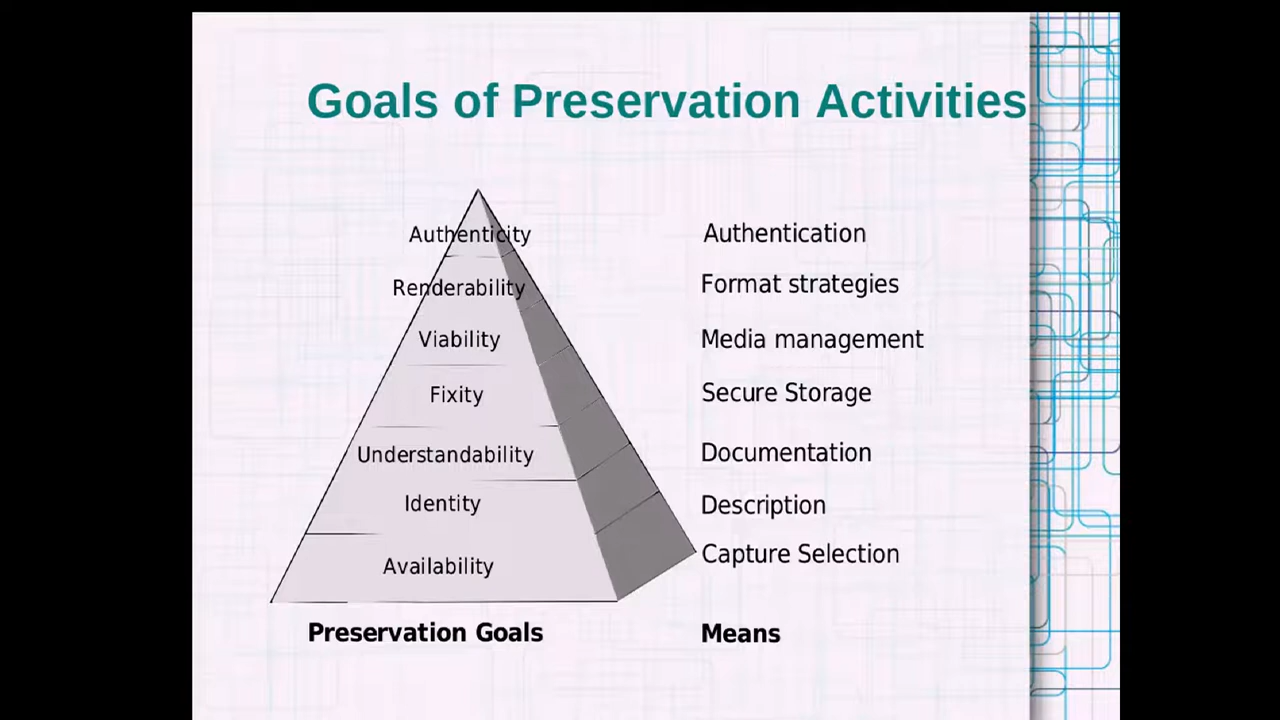 Goals of Preservation Activities
Authenticity Authentication
Renderability Format strategies
Viability Media management
Fixity Secure Storage
Understandability Documentation
Identity Description
Availability Capture Selection
Preservation Goals Means